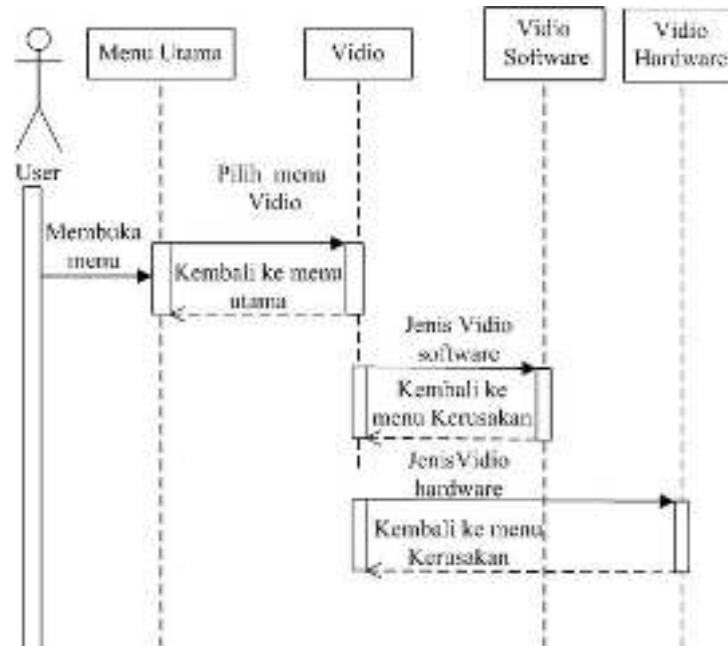 Menu Utama
Vidio
Vidio
Software
Vidio
Hardware
User
Pilih menu
Vidio
Membuka
menu
Kembali ke menu
utama
Jenis Vidio
software
Kembali ke
menu Kerusakan
JenisVidio
hardware
Kembali ke menu
Kerusakan